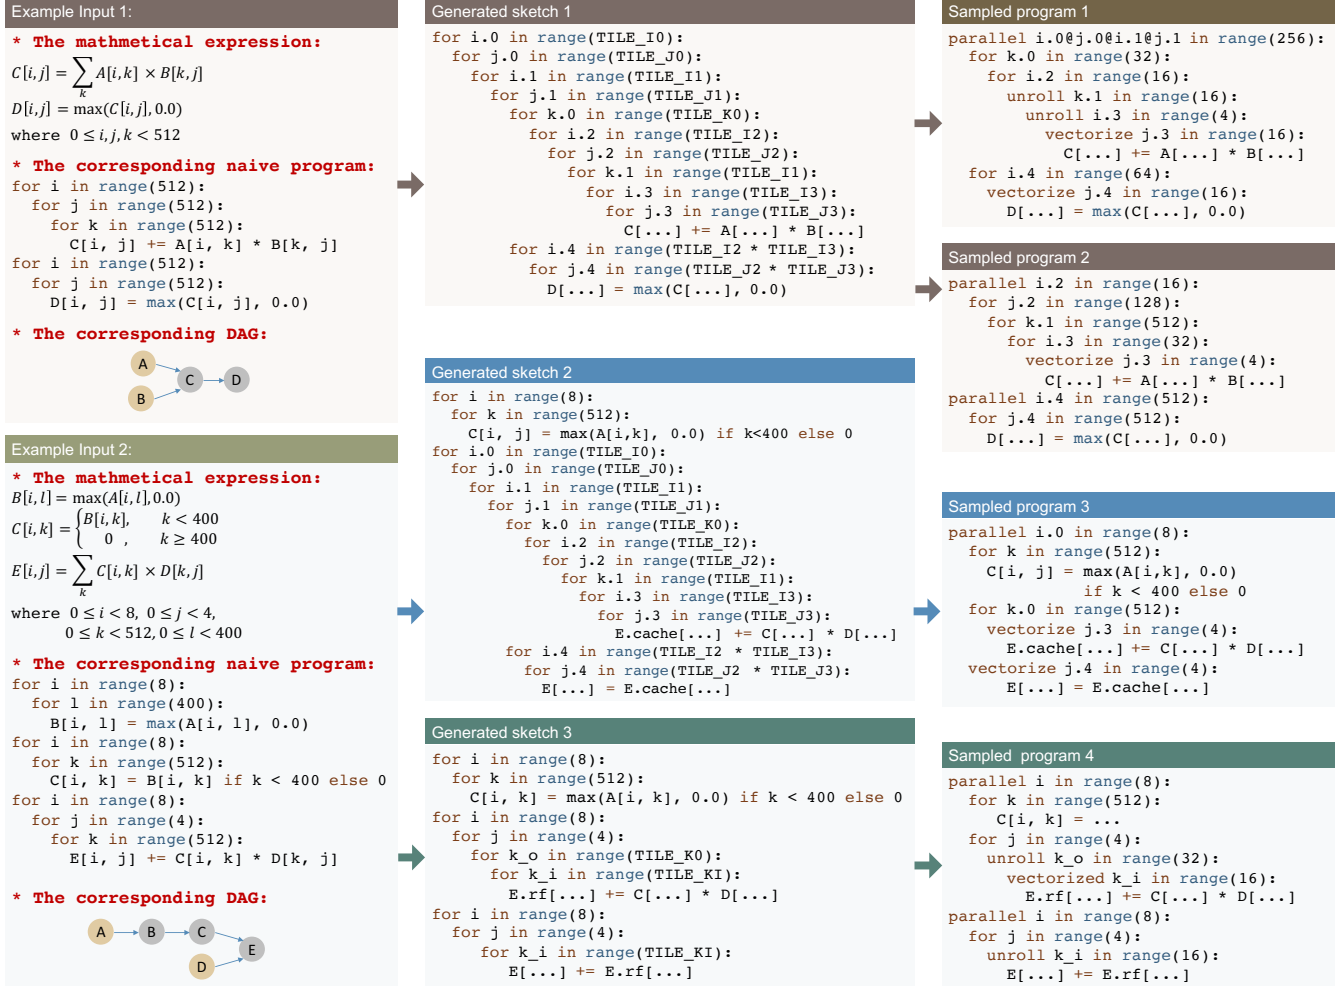 Example Input 1:
* The mathmetical expression:
C[i,j] = ∑ A[i,k] × B[k,j]
k
D[i,j] = max(C[i,j],0.0)
where 0 ≤ i,j,k < 512
* The corresponding naive program:
for i in range(512):
  for j in range(512):
    for k in range(512):
      C[i, j] += A[i, k] * B[k, j]
for i in range(512):
  for j in range(512):
    D[i, j] = max(C[i, j], 0.0)
* The corresponding DAG:
A
B
C
D
Example Input 2:
* The mathmetical expression:
B[i,l] = max(A[i,l],0.0)
C[i,k] = {B[i,k], k < 400
0 , k ≥ 400
E[i,j] = ∑ C[i,k] × D[k,j]
k
where 0 ≤ i < 8, 0 ≤ j < 4,
0 ≤ k < 512, 0 ≤ l < 400
* The corresponding naive program:
for i in range(8):
  for l in range(400):
    B[i, l] = max(A[i, l], 0.0)
for i in range(8):
  for k in range(512):
    C[i, k] = B[i, k] if k < 400 else 0
for i in range(8):
  for j in range(4):
    for k in range(512):
      E[i, j] += C[i, k] * D[k, j]
* The corresponding DAG:
A
B
C
D
E
Generated sketch 1
for i.0 in range(TILE_I0):
  for j.0 in range(TILE_J0):
    for i.1 in range(TILE_I1):
      for j.1 in range(TILE_J1):
        for k.0 in range(TILE_K0):
          for i.2 in range(TILE_I2):
            for j.2 in range(TILE_J2):
              for k.1 in range(TILE_I1):
                for i.3 in range(TILE_I3):
                  for j.3 in range(TILE_J3):
                    C[...] += A[...] * B[...]
        for i.4 in range(TILE_I2 * TILE_I3):
          for j.4 in range(TILE_J2 * TILE_J3):
            D[...] = max(C[...], 0.0)
Generated sketch 2
for i in range(8):
  for k in range(512):
    C[i, j] = max(A[i,k], 0.0) if k<400 else 0
for i.0 in range(TILE_I0):
  for j.0 in range(TILE_J0):
    for i.1 in range(TILE_I1):
      for j.1 in range(TILE_J1):
        for k.0 in range(TILE_K0):
          for i.2 in range(TILE_I2):
            for j.2 in range(TILE_J2):
              for k.1 in range(TILE_I1):
                for i.3 in range(TILE_I3):
                  for j.3 in range(TILE_J3):
                    E.cache[...] += C[...] * D[...]
        for i.4 in range(TILE_I2 * TILE_I3):
          for j.4 in range(TILE_J2 * TILE_J3):
            E[...] = E.cache[...]
Generated sketch 3
for i in range(8):
  for k in range(512):
    C[i, k] = max(A[i, k], 0.0) if k < 400 else 0
for i in range(8):
  for j in range(4):
    for k_o in range(TILE_K0):
      for k_i in range(TILE_KI):
        E.rf[...] += C[...] * D[...]
for i in range(8):
  for j in range(4):
    for k_i in range(TILE_KI):
      E[...] += E.rf[...]
Sampled program 1
parallel i.0@j.0@i.1@j.1 in range(256):
  for k.0 in range(32):
    for i.2 in range(16):
      unroll k.1 in range(16):
        unroll i.3 in range(4):
          vectorize j.3 in range(16):
            C[...] += A[...] * B[...]
  for i.4 in range(64):
    vectorize j.4 in range(16):
      D[...] = max(C[...], 0.0)
Sampled program 2
parallel i.2 in range(16):
  for j.2 in range(128):
    for k.1 in range(512):
      for i.3 in range(32):
        vectorize j.3 in range(4):
          C[...] += A[...] * B[...]
parallel i.4 in range(512):
  for j.4 in range(512):
    D[...] = max(C[...], 0.0)
Sampled program 3
parallel i.0 in range(8):
  for k in range(512):
    C[i, j] = max(A[i,k], 0.0)
              if k < 400 else 0
  for k.0 in range(512):
    vectorize j.3 in range(4):
      E.cache[...] += C[...] * D[...]
  vectorize j.4 in range(4):
      E[...] = E.cache[...]
Sampled program 4
parallel i in range(8):
  for k in range(512):
     C[i, k] = ...
  for j in range(4):
    unroll k_o in range(32):
      vectorized k_i in range(16):
        E.rf[...] += C[...] * D[...]
parallel i in range(8):
  for j in range(4):
    unroll k_i in range(16):
      E[...] += E.rf[...]